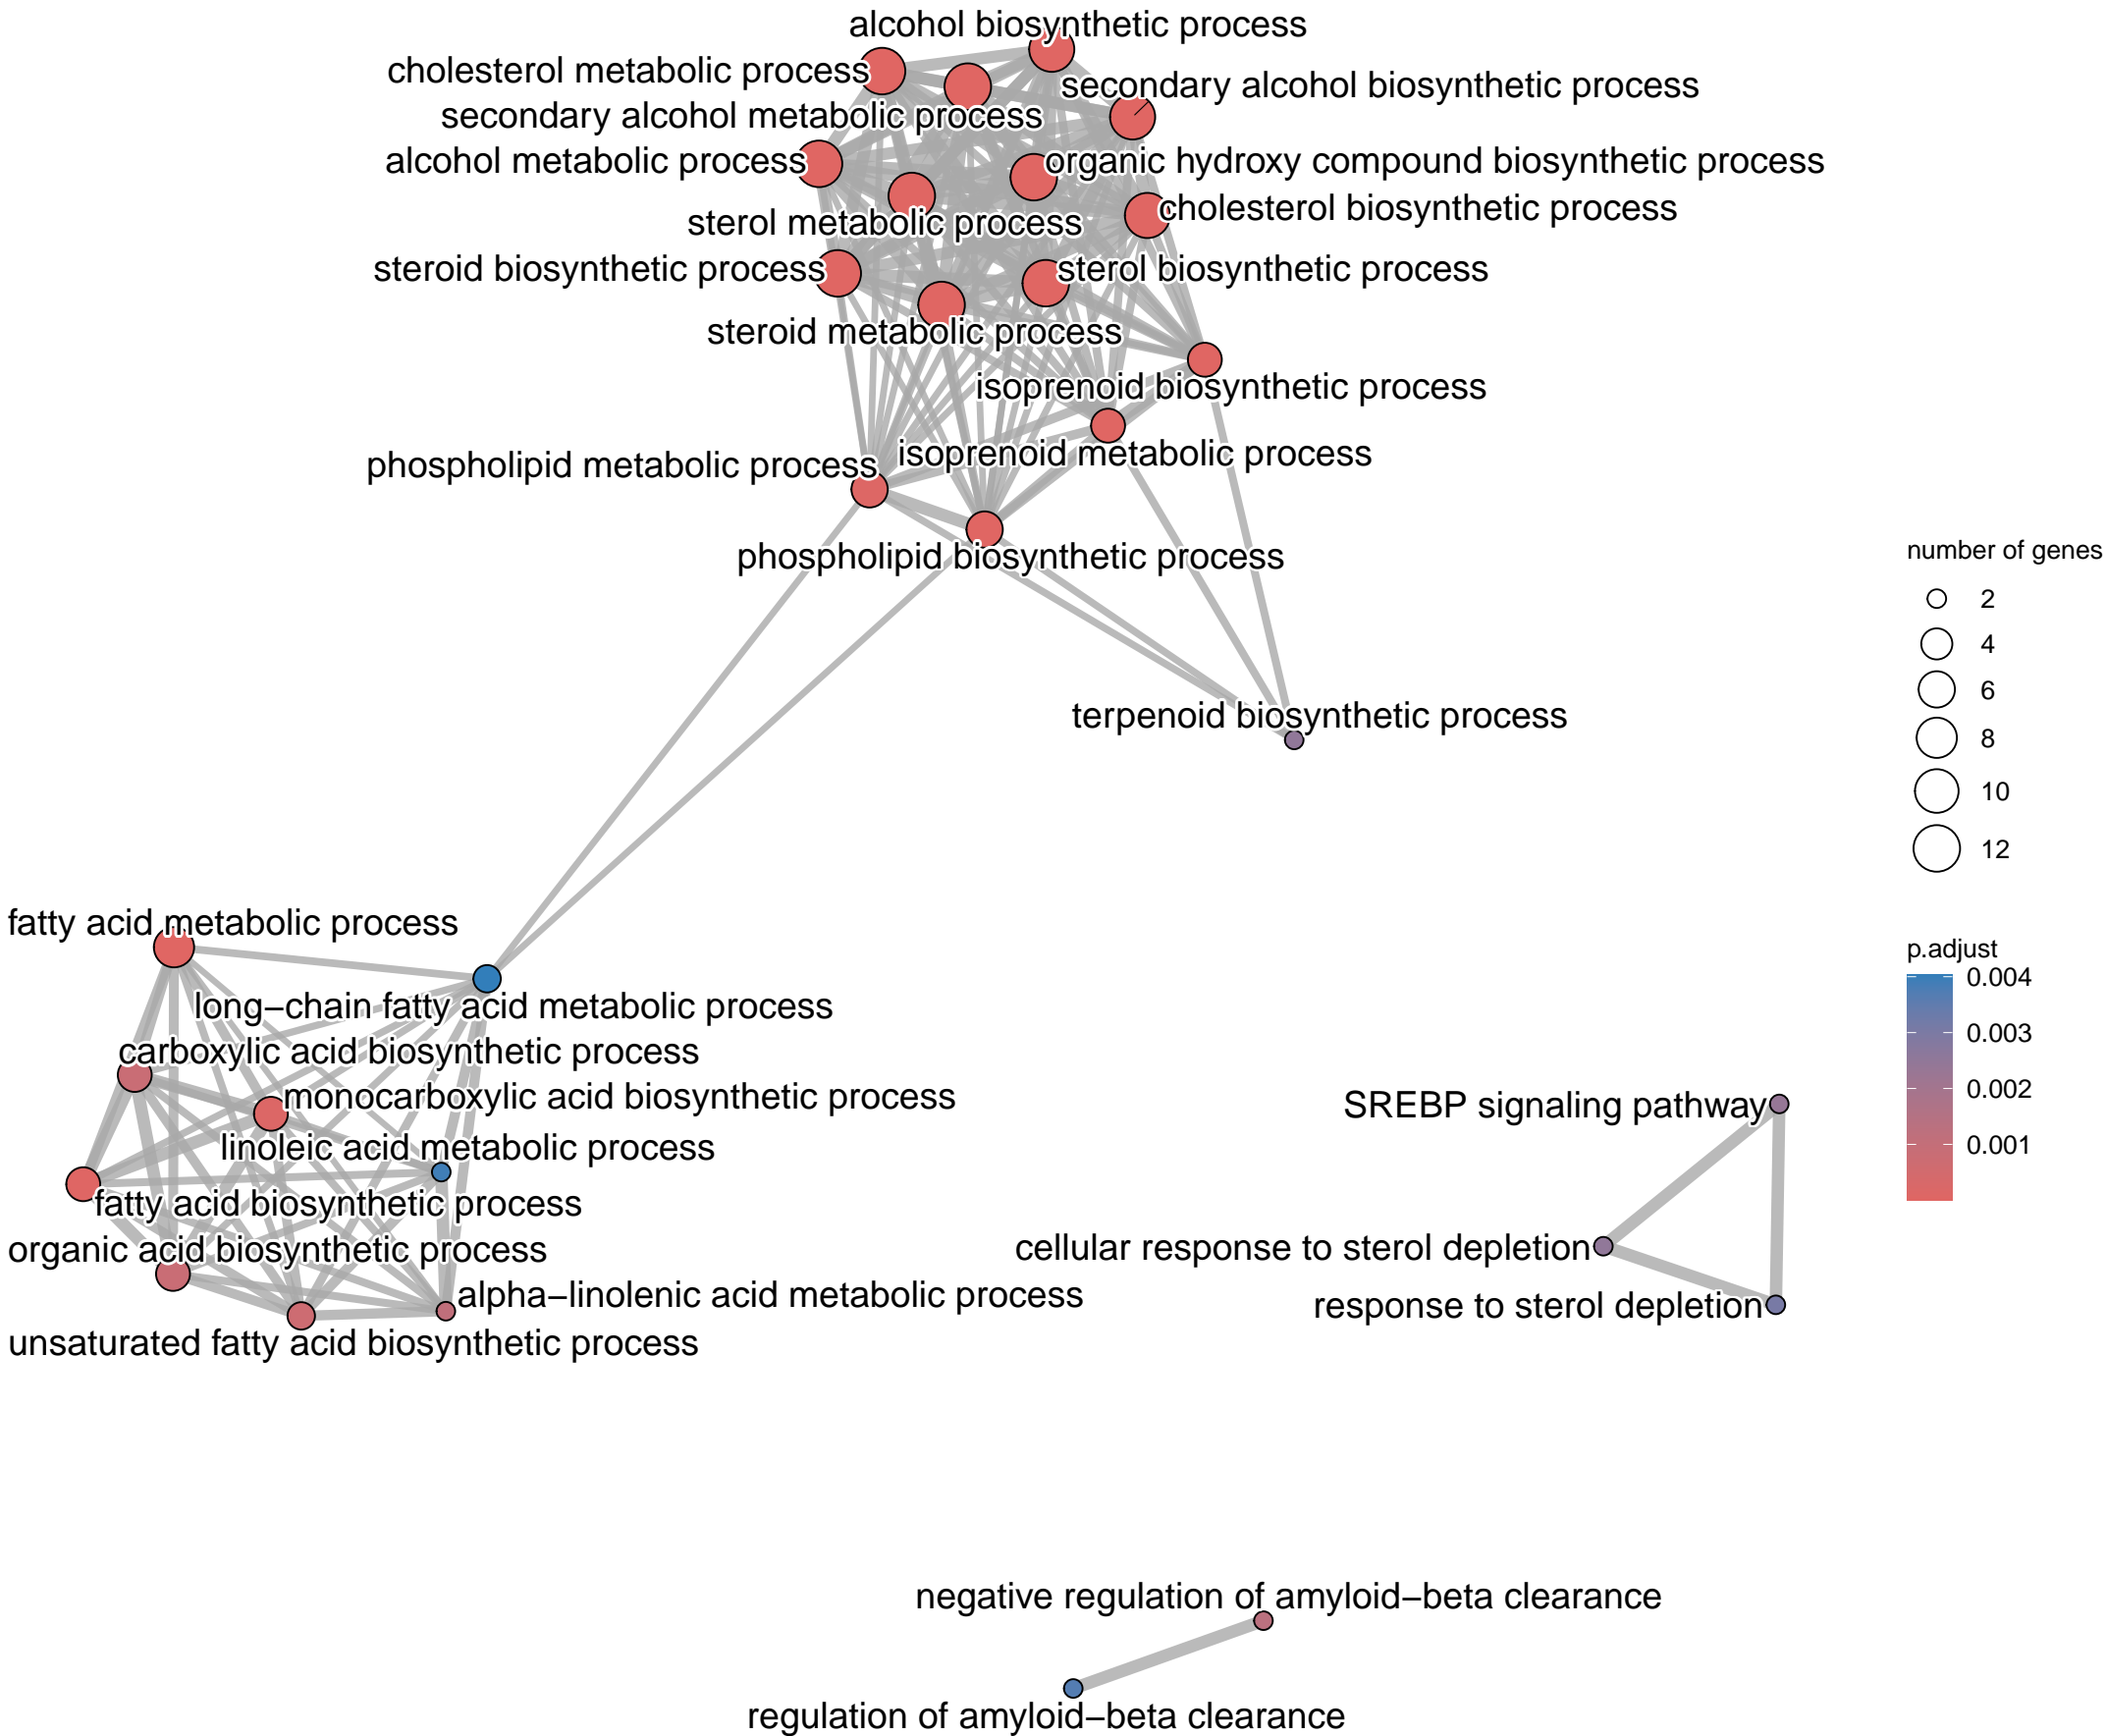 alcohol biosynthetic process
cholesterol metabolic process
secondary alcohol biosynthetic process
secondary alcohol metabolic process
alcohol metabolic process
organic hydroxy compound biosynthetic process
cholesterol biosynthetic process
sterol metabolic process
steroid biosynthetic process
sterol biosynthetic process
steroid metabolic process
isoprenoid biosynthetic process
isoprenoid metabolic process
phospholipid metabolic process
phospholipid biosynthetic process
terpenoid biosynthetic process
fatty acid metabolic process
long−chain fatty acid metabolic process
carboxylic acid biosynthetic process
monocarboxylic acid biosynthetic process
linoleic acid metabolic process
fatty acid biosynthetic process
organic acid biosynthetic process
alpha−linolenic acid metabolic process
unsaturated fatty acid biosynthetic process
SREBP signaling pathway
cellular response to sterol depletion
response to sterol depletion
negative regulation of amyloid−beta clearance
regulation of amyloid−beta clearance
number of genes
2
4
6
8
10
12
p.adjust
0.004
0.003
0.002
0.001